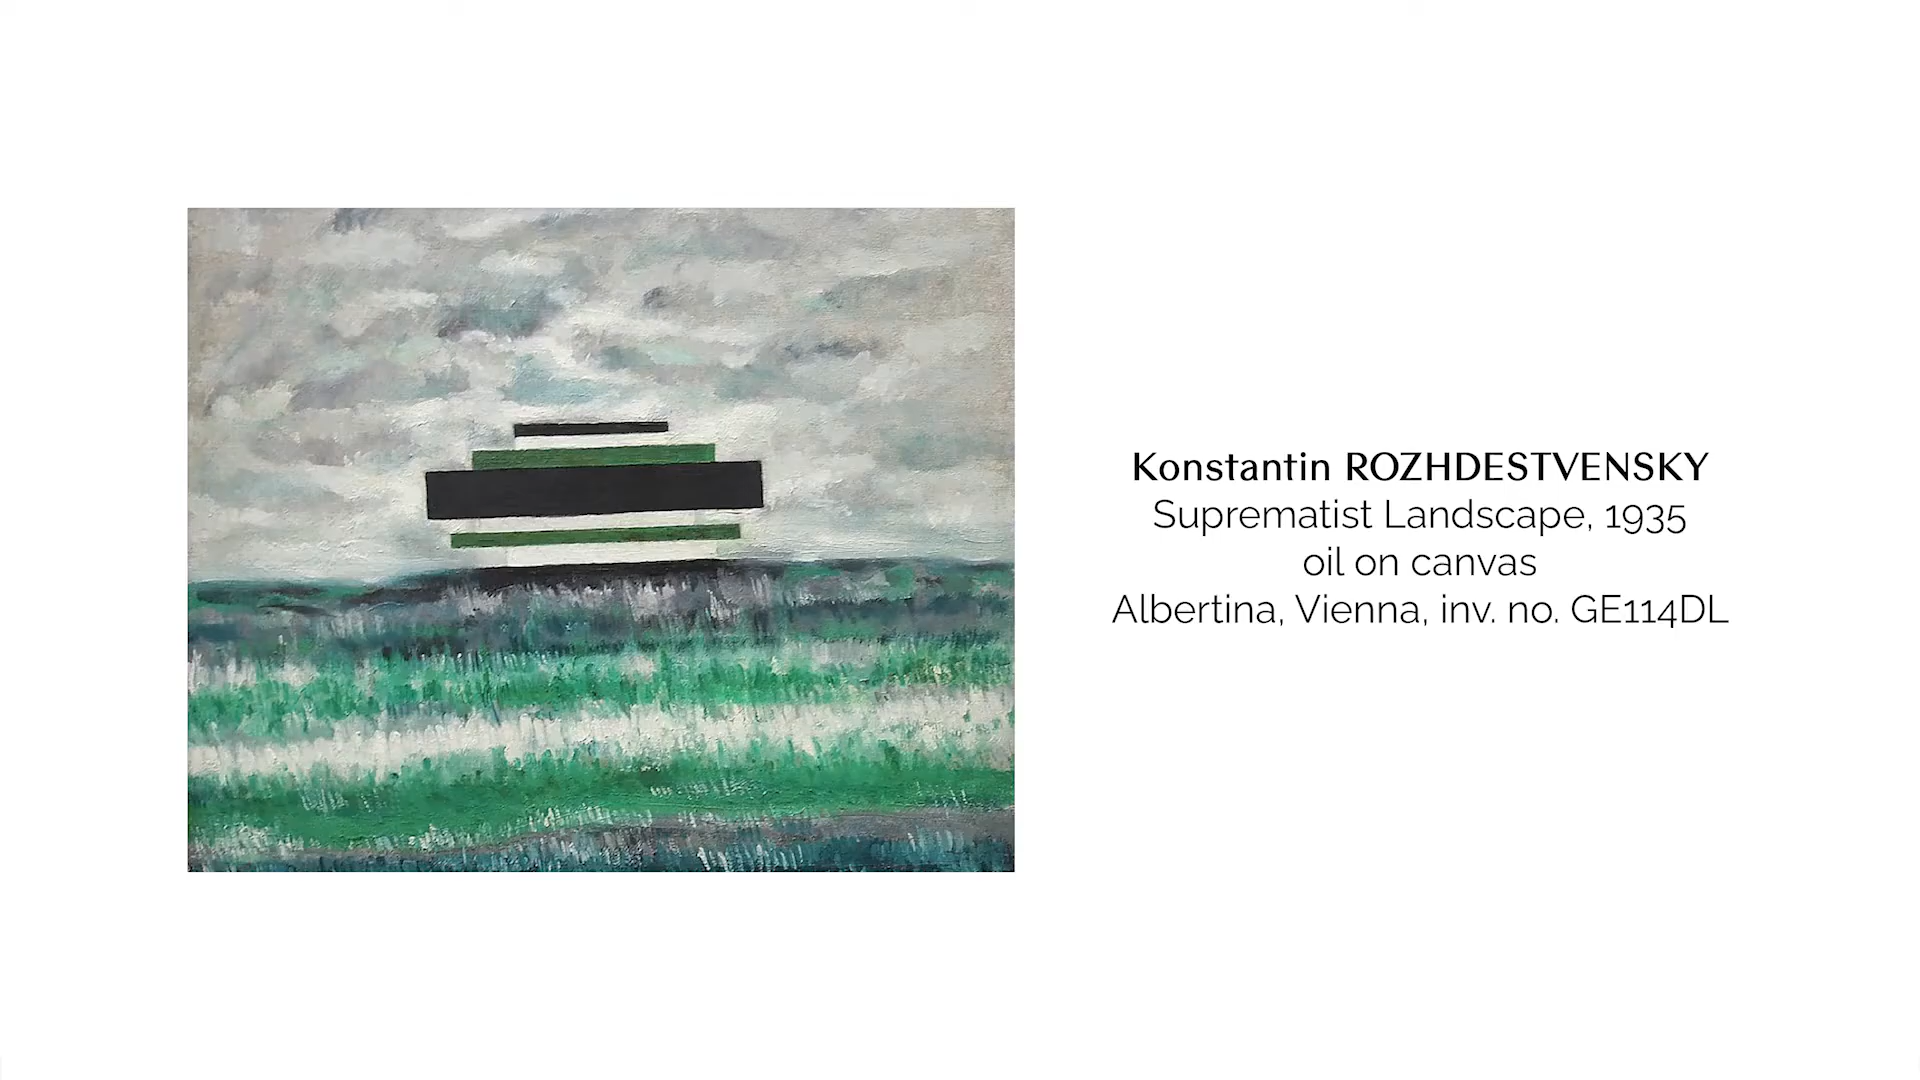 Konstantin ROZHDESTVENSKY
Suprematist Landscape, 1935
oil on canvas
Albertina, Vienna, inv. no. GE114DL